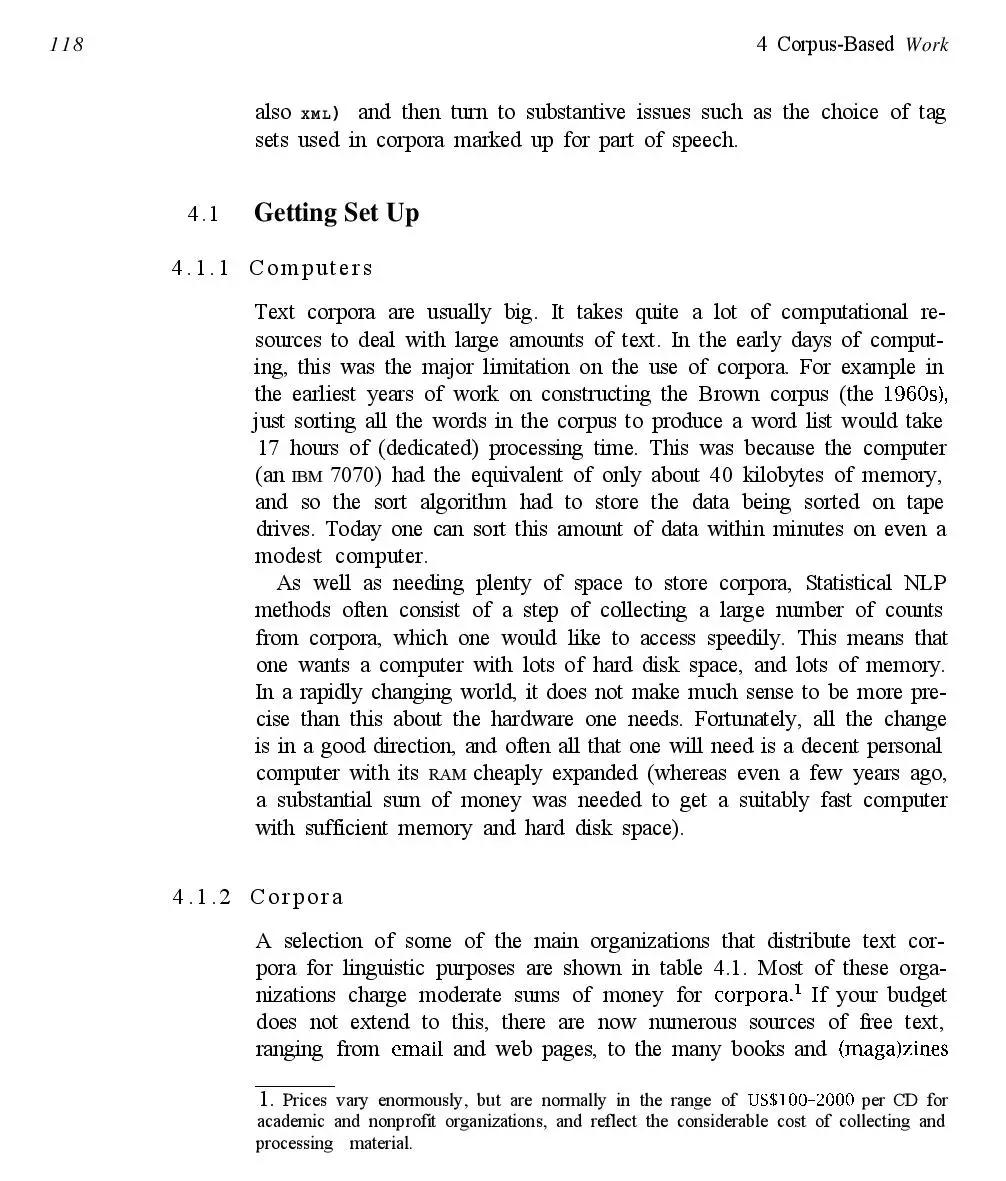 118
4 Corpus-Based Work
also XML) and then turn to substantive issues such as the choice of tag
sets used in corpora marked up for part of speech.
4.1 Getting Set Up
4.1.1 Computers
Text corpora are usually big. It takes quite a lot of computational re-
sources to deal with large amounts of text. In the early days of comput-
ing, this was the major limitation on the use of corpora. For example in
the earliest years of work on constructing the Brown corpus (the 1960s),
just sorting all the words in the corpus to produce a word list would take
17 hours of (dedicated) processing time. This was because the computer
(an IBM 7070) had the equivalent of only about 40 kilobytes of memory,
and so the sort algorithm had to store the data being sorted on tape
drives. Today one can sort this amount of data within minutes on even a
modest computer.
As well as needing plenty of space to store corpora, Statistical NLP
methods often consist of a step of collecting a large number of counts
from corpora, which one would like to access speedily. This means that
one wants a computer with lots of hard disk space, and lots of memory.
In a rapidly changing world, it does not make much sense to be more pre-
cise than this about the hardware one needs. Fortunately, all the change
is in a good direction, and often all that one will need is a decent personal
computer with its RAM cheaply expanded (whereas even a few years ago,
a substantial sum of money was needed to get a suitably fast computer
with sufficient memory and hard disk space).
4.1.2 Corpora
A selection of some of the main organizations that distribute text cor-
pora for linguistic purposes are shown in table 4.1. Most of these orga-
nizations charge moderate sums of money for corpora.¹ If your budget
does not extend to this, there are now numerous sources of free text,
ranging from email and web pages, to the many books and (maga)zines
1. Prices vary enormously, but are normally in the range of US$100–2000 per CD for
academic and nonprofit organizations, and reflect the considerable cost of collecting and
processing material.